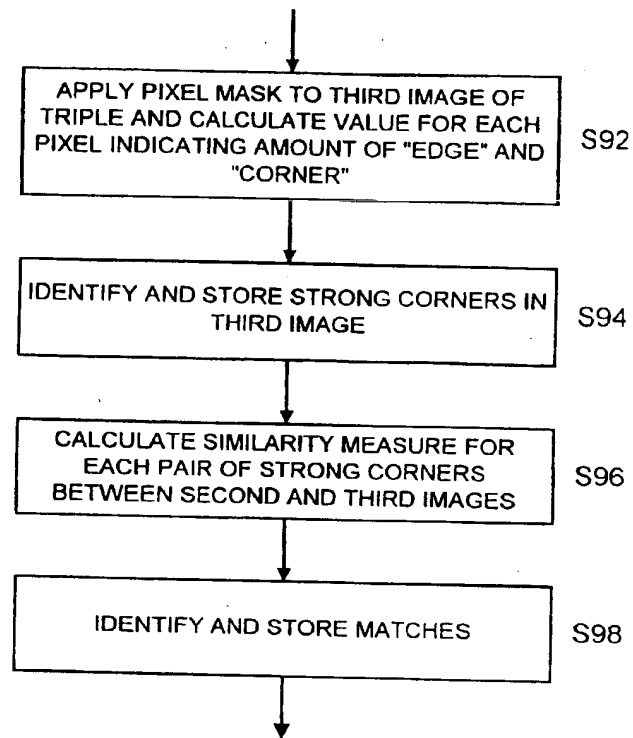 APPLY PIXEL MASK TO THIRD IMAGE OF
TRIPLE AND CALCULATE VALUE FOR EACH
PIXEL INDICATING AMOUNT OF "EDGE" AND
"CORNER"
S92
IDENTIFY AND STORE STRONG CORNERS IN
THIRD IMAGE
S94
CALCULATE SIMILARITY MEASURE FOR
EACH PAIR OF STRONG CORNERS
BETWEEN SECOND AND THIRD IMAGES
S96
IDENTIFY AND STORE MATCHES
S98